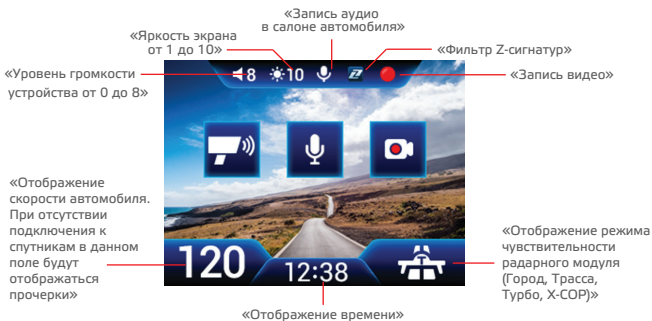 «Запись аудио
в салоне автомобиля»
«Яркость экрана
от 1 до 10»
«Фильтр Z-сигнатур»
«Уровень громкости
устройства от 0 до 8»
«Запись видео»
8 10 Z
«Отображение
скорости автомобиля.
При отсутствии
подключения к
спутникам в данном
поле будут
отображаться
прочерки»
«Отображение режима
чувствительности
радарного модуля
(Город, Трасса,
Турбо, X-COP)»
120 12:38
«Отображение времени»